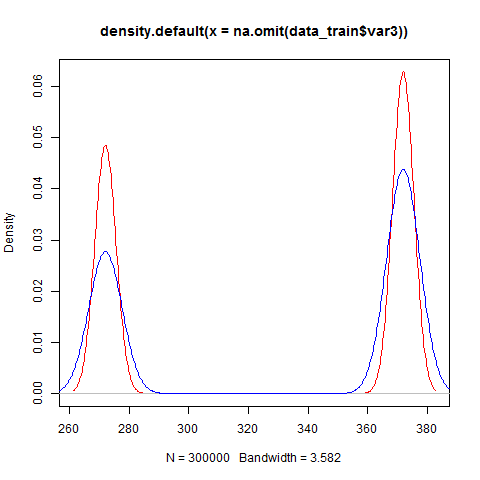 density.default(x = na.omit(data_train$var3))
Density
0.00 0.01 0.02 0.03 0.04 0.05 0.06
260 280 300 320 340 360 380
N = 300000 Bandwidth = 3.582